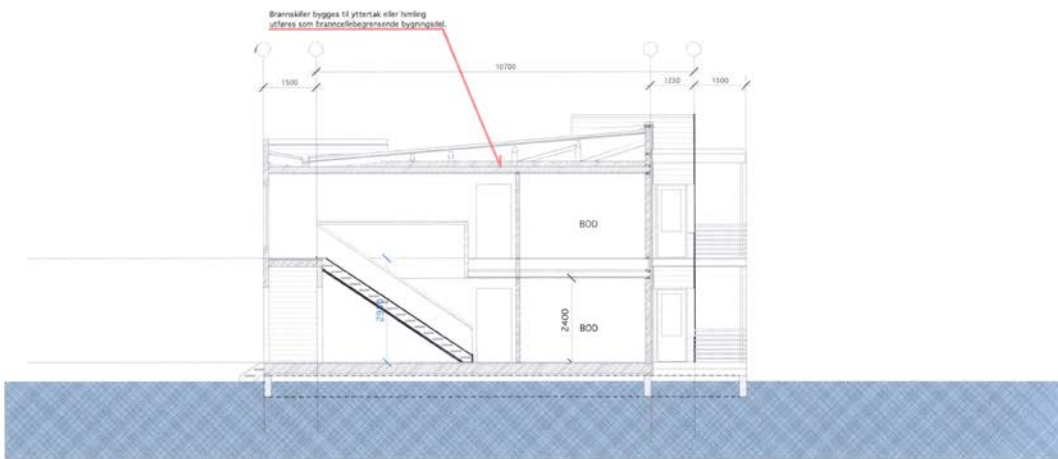 Brannskiller bygges til yttertak eller himling
utføres som branncellebegrensende bygningsdel.
10700
1500
1250
1500
BOD
2400
BOD